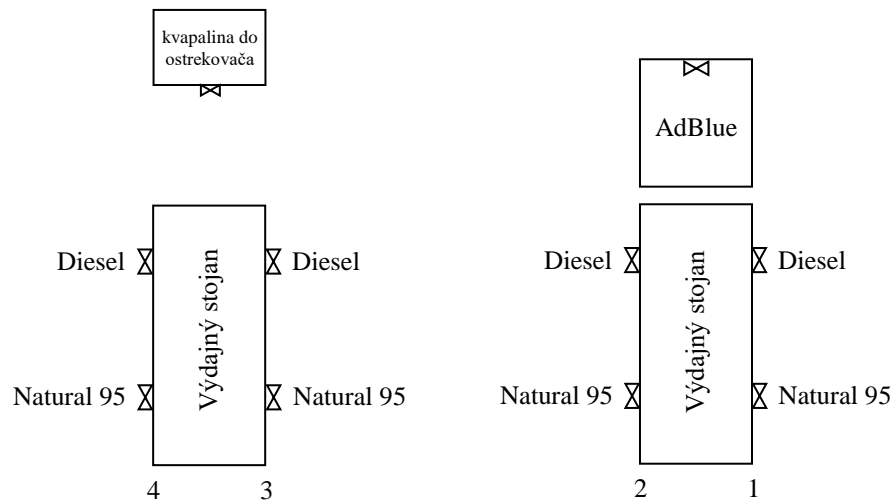 kvapalina do
ostrekovača
AdBlue
Diesel
Výdajný stojan
Diesel
Natural 95
Natural 95
4
3
Diesel
Výdajný stojan
Diesel
Natural 95
Natural 95
2
1